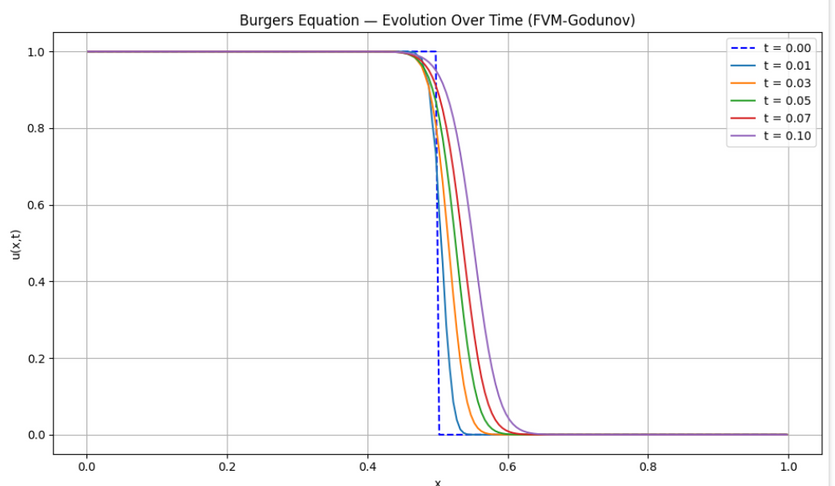 Burgers Equation — Evolution Over Time (FVM-Godunov)
1.0
0.8
0.6
0.4
0.2
0.0
u(x,t)
t = 0.00
t = 0.01
t = 0.03
t = 0.05
t = 0.07
t = 0.10
0.0 0.2 0.4 0.6 0.8 1.0
x